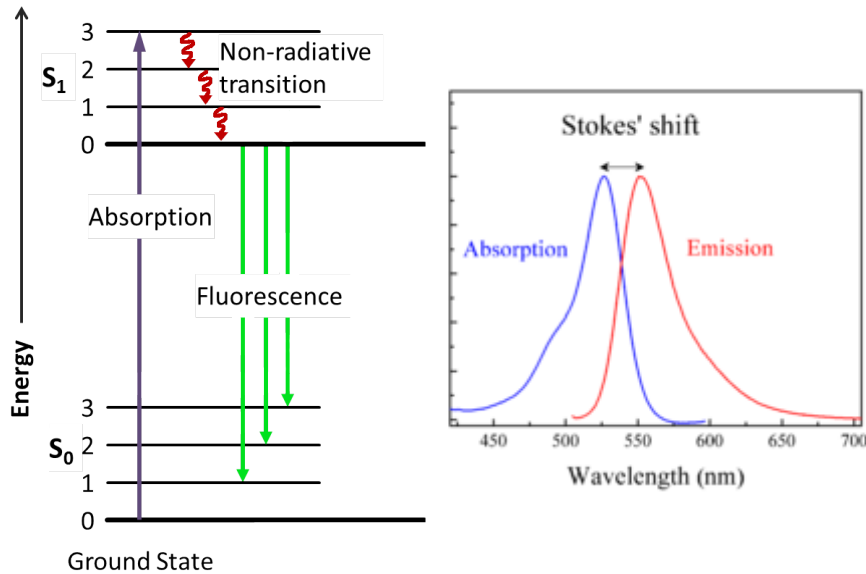 Energy
S1
3
2
1
0
Non-radiative
transition
Absorption
Fluorescence
S0
3
2
1
0
Ground State
Stokes' shift
Absorption
Emission
450
500
550
600
650
700
Wavelength (nm)